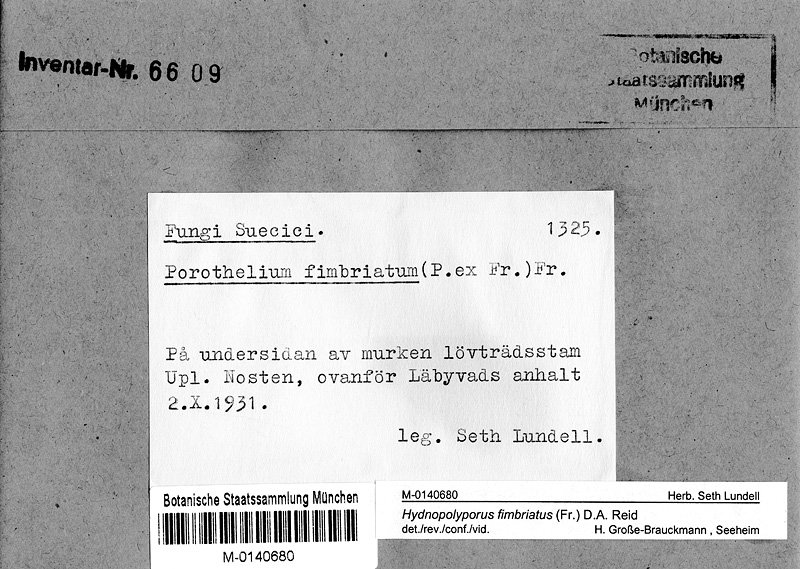 Inventar-Nr. 6609
Botanische
Staatssammlung
München
Fungi Suecici. 1325.
Porothelium fimbriatum (P.ex Fr.)Fr.
På undersidan av murken lövträdsstam
Upl. Nosten, ovanför Läbyvads anhalt
2.X.1931.
leg. Seth Lundell.
Botanische Staatssammlung München
M-0140680
M-0140680 Herb. Seth Lundell
Hydnopolyporus fimbriatus (Fr.) D.A. Reid
det./rev./conf./vid. H. Große-Brauckmann , Seeheim